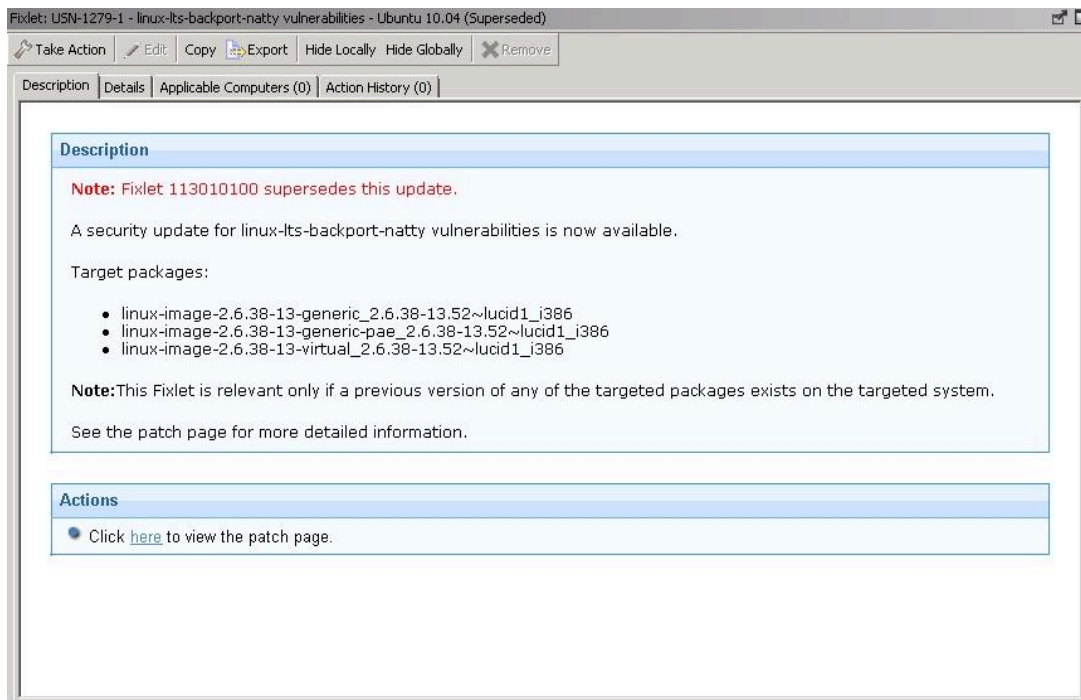 Fixlet: USN-1279-1 - linux-lts-backport-natty vulnerabilities - Ubuntu 10.04 (Superseded)
Take Action Edit Copy Export Hide Locally Hide Globally Remove
Description Details Applicable Computers (0) Action History (0)
Description
Note: Fixlet 113010100 supersedes this update.
A security update for linux-lts-backport-natty vulnerabilities is now available.
Target packages:
linux-image-2.6.38-13-generic_2.6.38-13.52~lucid1_i386
linux-image-2.6.38-13-generic-pae_2.6.38-13.52~lucid1_i386
linux-image-2.6.38-13-virtual_2.6.38-13.52~lucid1_i386
Note:This Fixlet is relevant only if a previous version of any of the targeted packages exists on the targeted system.
See the patch page for more detailed information.
Actions
Click here to view the patch page.